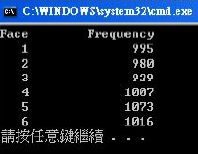 C:\WINDOWS\system32\cmd.exe
Face Frequency
1 995
2 980
3 929
4 1007
5 1073
6 1016
請按任意鍵繼續 . . .